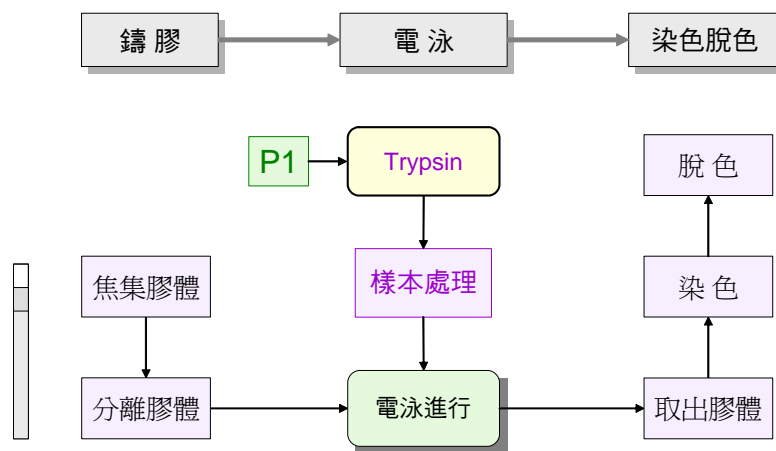 鑄 膠
電 泳
染色脫色
P1
Trypsin
脫 色
焦集膠體
樣本處理
染 色
分離膠體
電泳進行
取出膠體